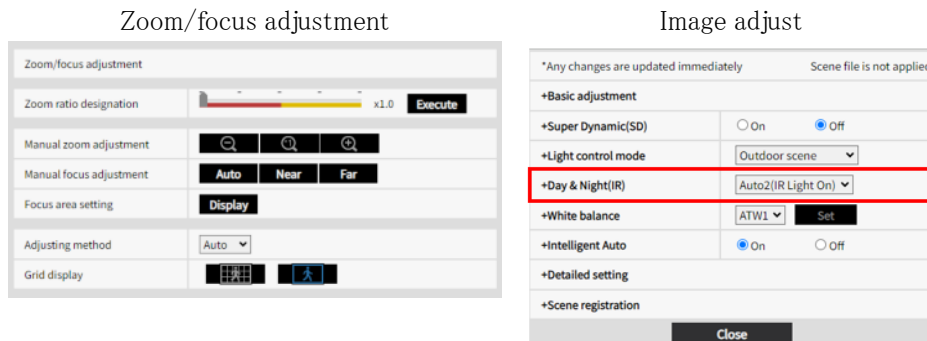 Zoom/focus adjustment
Zoom/focus adjustment
Zoom ratio designation x1.0 Execute
Manual zoom adjustment
Manual focus adjustment Auto Near Far
Focus area setting Display
Adjusting method Auto
Grid display
Image adjust
*Any changes are updated immediately Scene file is not applied
+Basic adjustment
+Super Dynamic(SD) On Off
+Light control mode Outdoor scene
+Day & Night(IR) Auto2(IR Light On)
+White balance ATW1 Set
+Intelligent Auto On Off
+Detailed setting
+Scene registration
Close